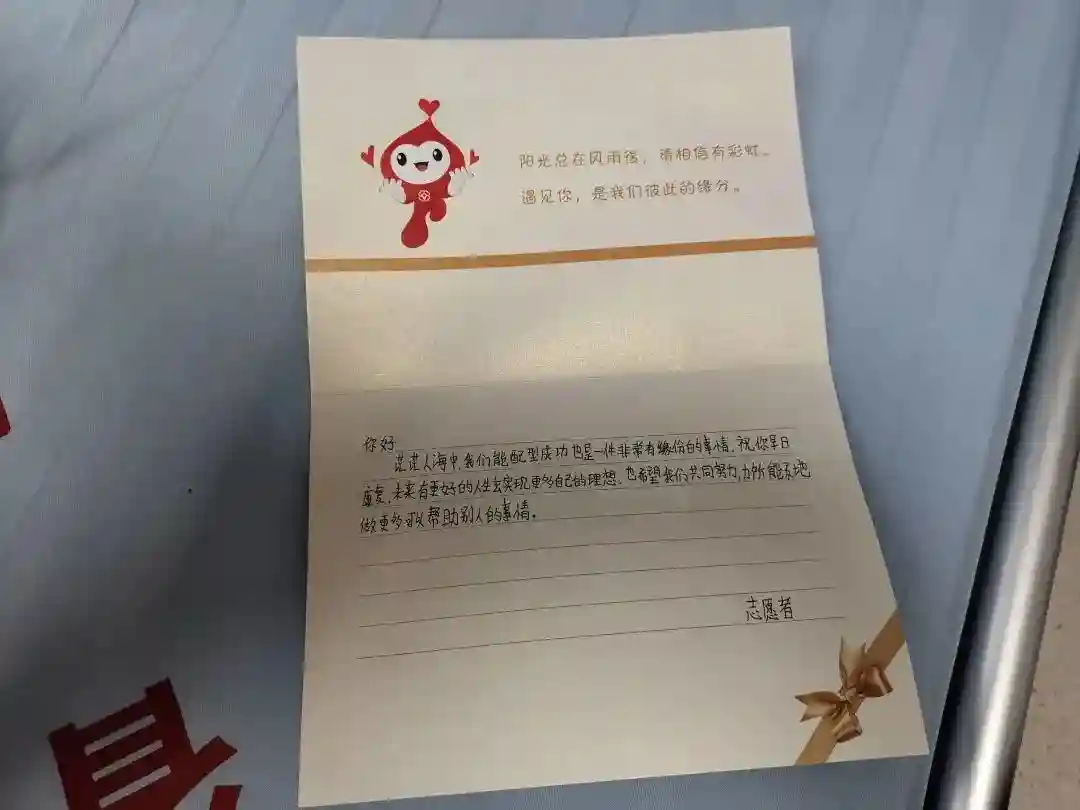 阳光总在风雨后，请相信有彩虹。
遇见你，是我们彼此的缘分。
你好
茫茫人海中,我们能配型成功也是一件非常有缘份的事情.祝你早日
康复,未来有更好的人生去实现更多自己的理想.也希望我们共同努力,力所能及地
做更多可以帮助别人的事情。
志愿者